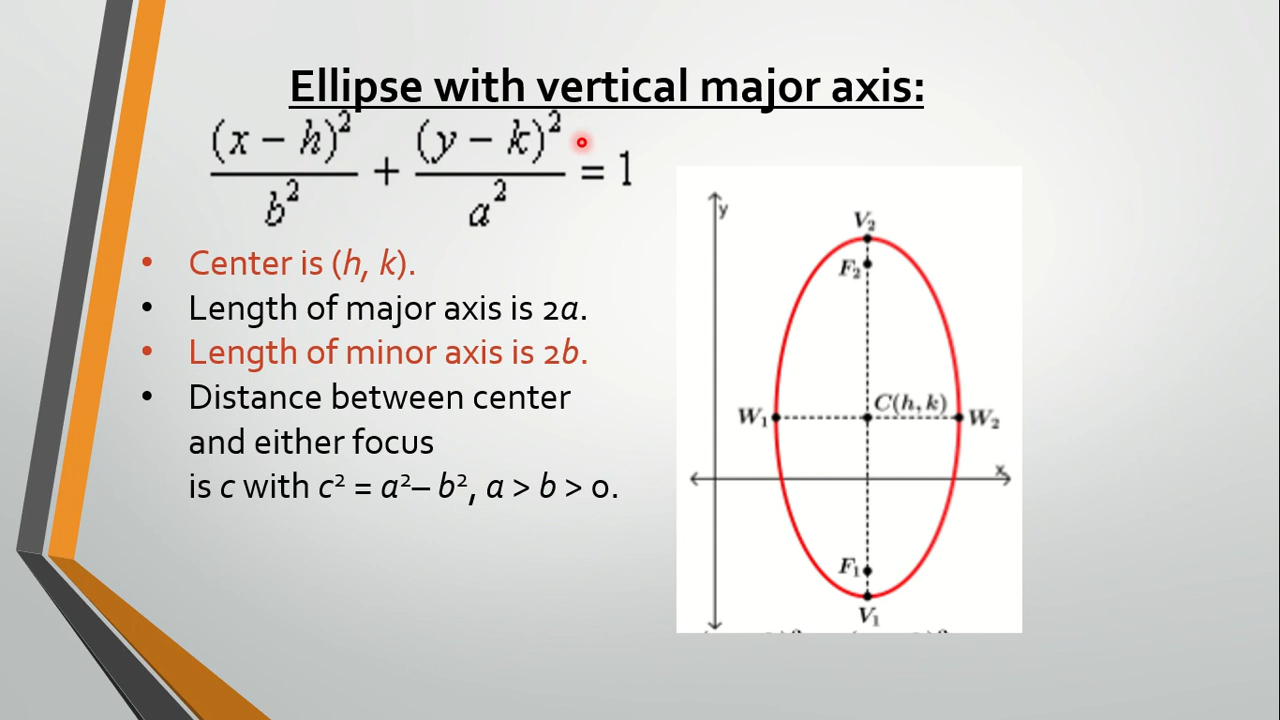 Ellipse with vertical major axis:
(x − h)²/b² + (y − k)²/a² = 1
• Center is (h, k).
• Length of major axis is 2a.
• Length of minor axis is 2b.
• Distance between center
and either focus
is c with c² = a²– b², a > b > 0.
y
V₂
F₂
C(h, k)
W₁
W₂
x
F₁
V₁